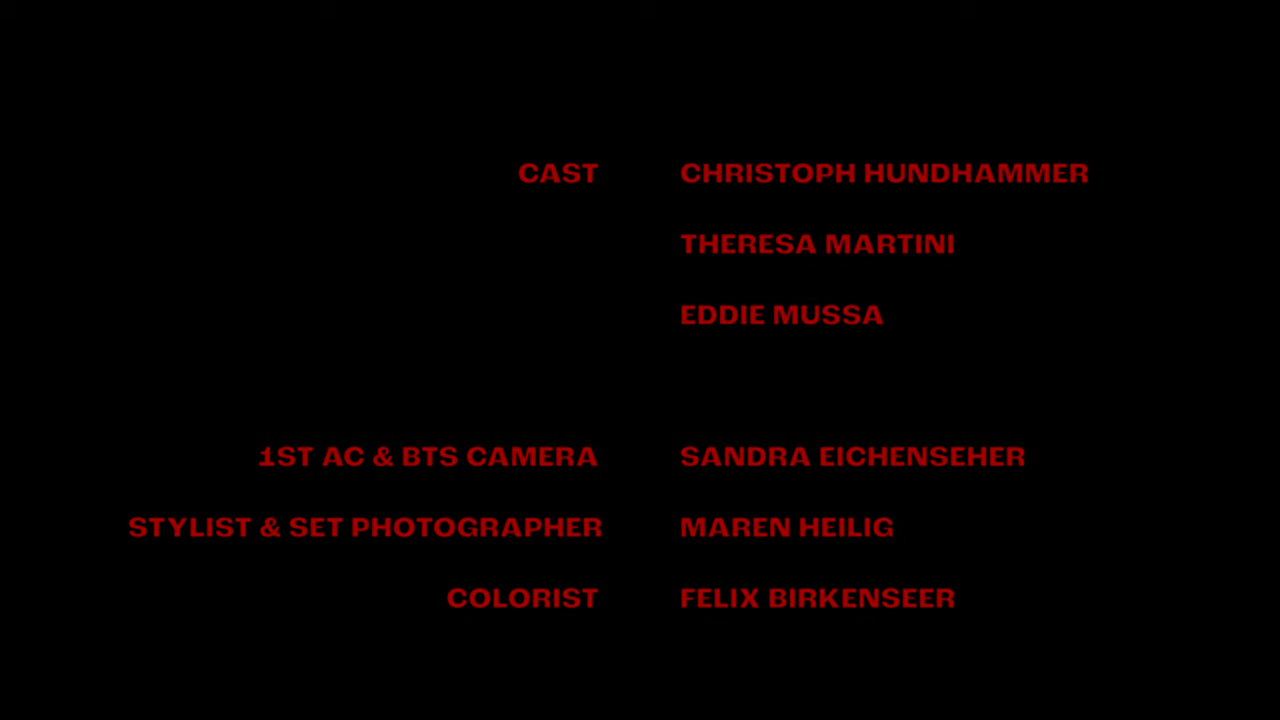 CAST CHRISTOPH HUNDHAMMER
THERESA MARTINI
EDDIE MUSSA
1ST AC & BTS CAMERA SANDRA EICHENSEHER
STYLIST & SET PHOTOGRAPHER MAREN HEILIG
COLORIST FELIX BIRKENSEER